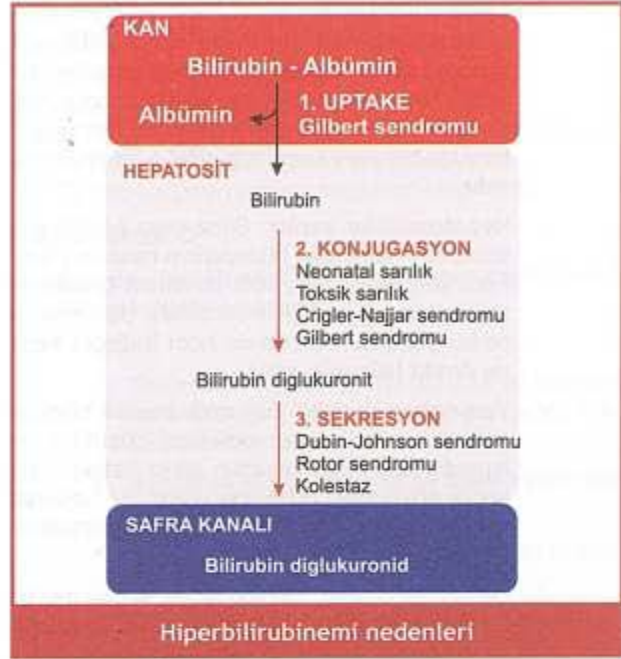 KAN
Bilirubin - Albümin
Albümin
1. UPTAKE
Gilbert sendromu
HEPATOSİT
Bilirubin
2. KONJUGASYON
Neonatal sarılık
Toksik sarılık
Crigler-Najjar sendromu
Gilbert sendromu
Bilirubin diglukuronit
3. SEKRESYON
Dubin-Johnson sendromu
Rotor sendromu
Kolestaz
SAFRA KANALI
Bilirubin diglukuronid
Hiperbilirubinemi nedenleri